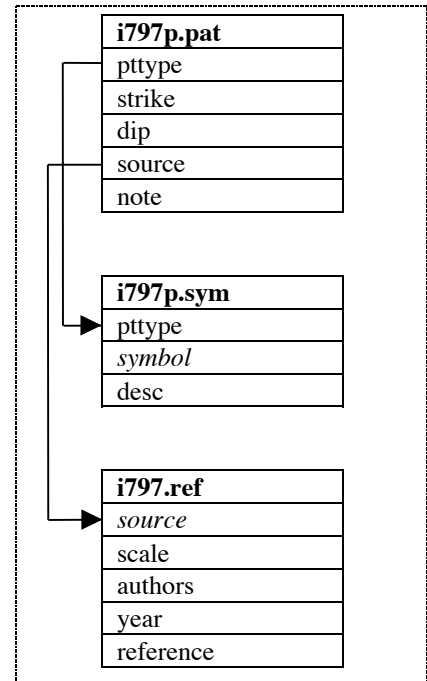 i797p.pat
pttype
strike
dip
source
note
i797p.sym
pttype
symbol
desc
i797.ref
source
scale
authors
year
reference